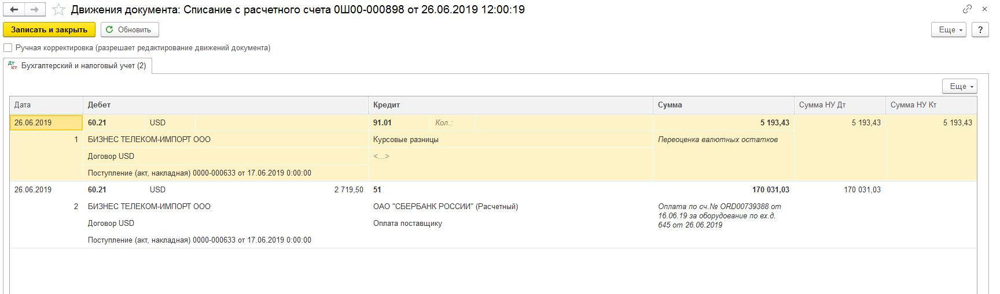 Движения документа: Списание с расчетного счета 0Ш00-000898 от 26.06.2019 12:00:19
Записать и закрыть Обновить Еще ?
Ручная корректировка (разрешает редактирование движений документа)
Дт Кт Бухгалтерский и налоговый учет (2)
Еще
Дата Дебет Кредит Сумма Сумма НУ Дт Сумма НУ Кт
26.06.2019 60.21 USD 91.01 Кол.: 5 193,43 5 193,43 5 193,43
1 БИЗНЕС ТЕЛЕКОМ-ИМПОРТ ООО Курсовые разницы Переоценка валютных остатков
Договор USD <...>
Поступление (акт, накладная) 0000-000633 от 17.06.2019 0:00:00
26.06.2019 60.21 USD 2 719,50 51 170 031,03 170 031,03
2 БИЗНЕС ТЕЛЕКОМ-ИМПОРТ ООО ОАО "СБЕРБАНК РОССИИ" (Расчетный) Оплата по сч.№ ORD00739388 от
16.06.19 за оборудование по вх.д.
Договор USD Оплата поставщику 645 от 26.06.2019
Поступление (акт, накладная) 0000-000633 от 17.06.2019 0:00:00